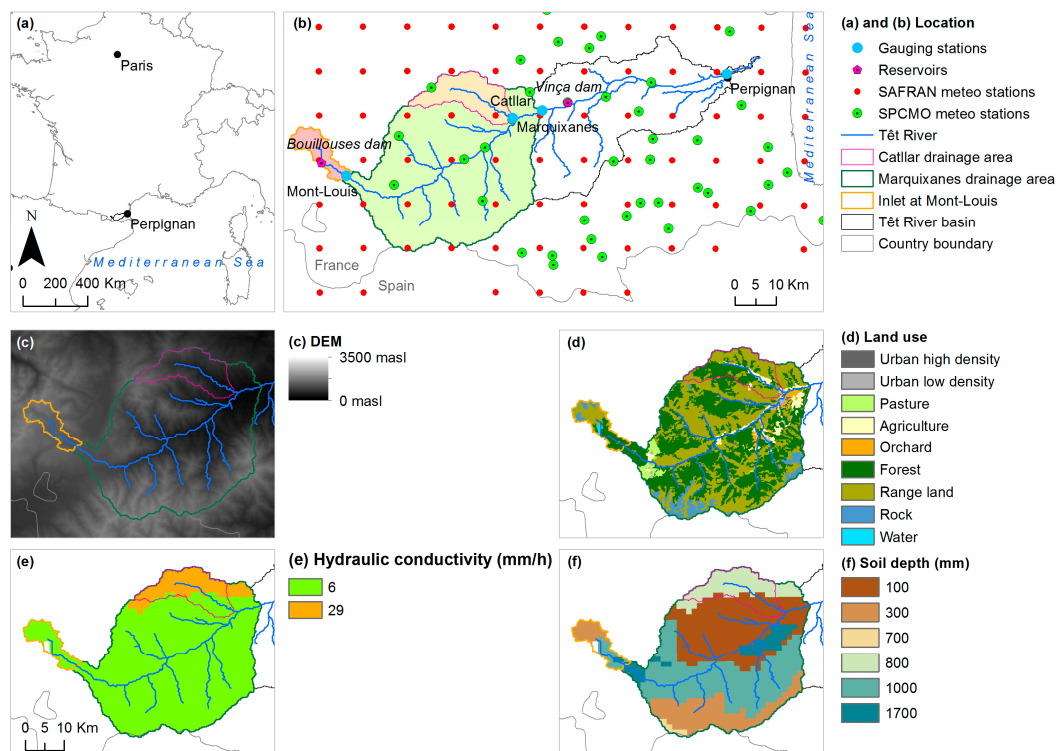 (a)
Paris
Perpignan
N
Mediterranean Sea
0 200 400 Km
(b)
Mediterranean Sea
Vinça dam
Perpignan
Catllar
Marquixanes
Bouillouses dam
Mont-Louis
France
Spain
0 5 10 Km
Mediterranean Sea
(a) and (b) Location
Gauging stations
Reservoirs
SAFRAN meteo stations
SPCMO meteo stations
Têt River
Catllar drainage area
Marquixanes drainage area
Inlet at Mont-Louis
Têt River basin
Country boundary
(c)
(c) DEM
3500 masl
0 masl
(d)
(d) Land use
Urban high density
Urban low density
Pasture
Agriculture
Orchard
Forest
Range land
Rock
Water
(e)
0 5 10 Km
(e) Hydraulic conductivity (mm/h)
6
29
(f)
(f) Soil depth (mm)
100
300
700
800
1000
1700